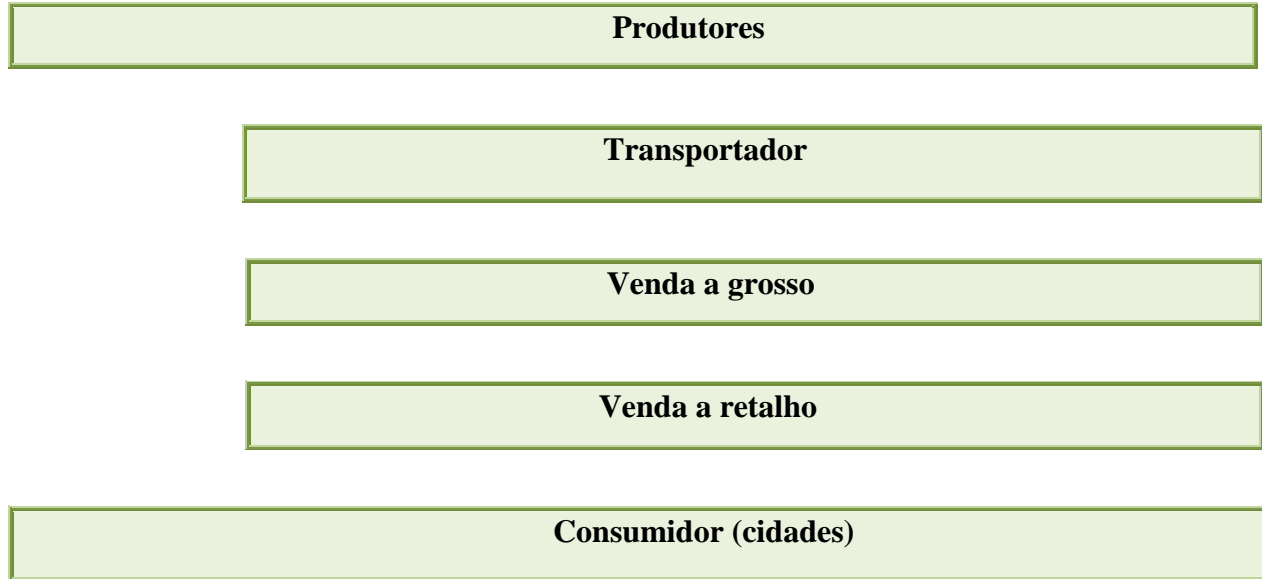 Produtores
Transportador
Venda a grosso
Venda a retalho
Consumidor (cidades)